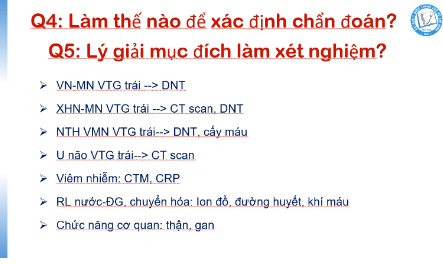 Q4: Làm thế nào để xác định chẩn đoán?
Q5: Lý giải mục đích làm xét nghiệm?
VN-MN VTG trái --> DNT
XHN-MN VTG trái --> CT scan, DNT
NTH VMN VTG trái--> DNT, cấy máu
U não VTG trái--> CT scan
Viêm nhiễm: CTM, CRP
RL nước-ĐG, chuyển hóa: Ion đồ, đường huyết, khí máu
Chức năng cơ quan: thận, gan